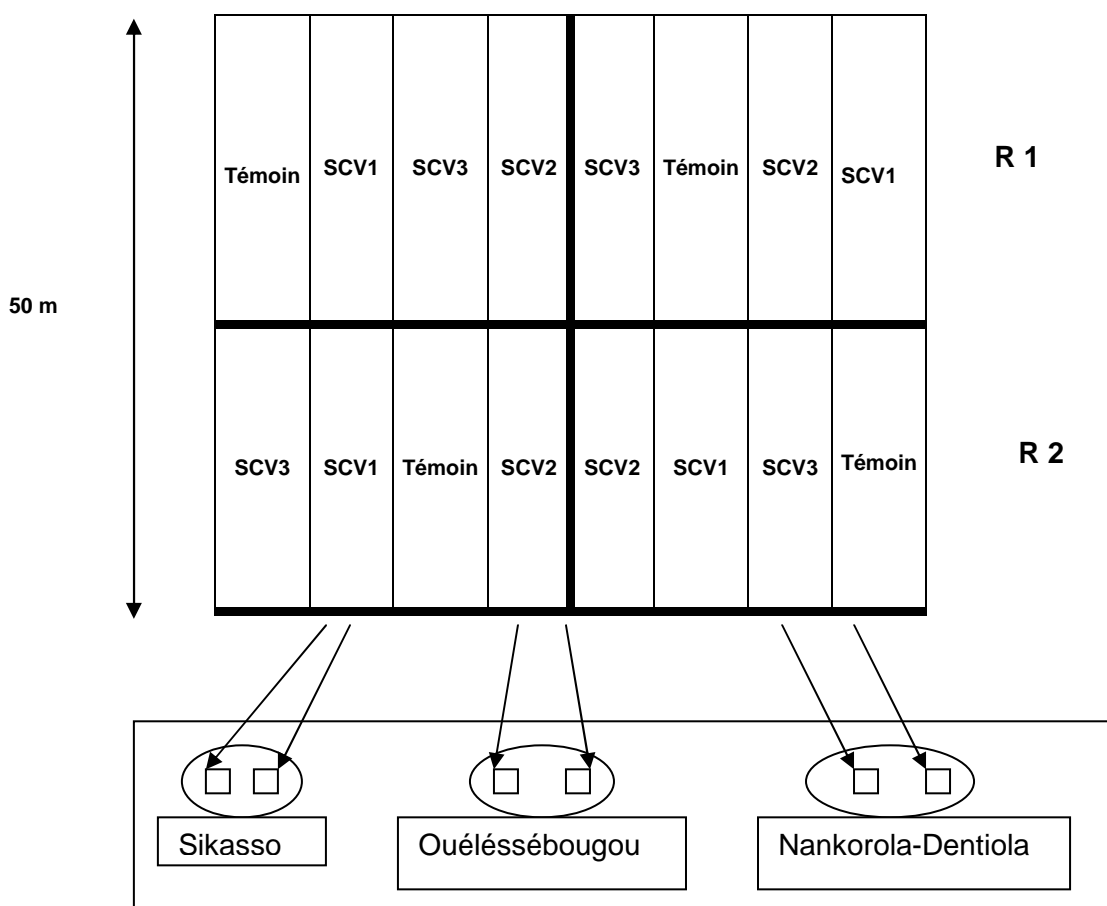 Témoin SCV1 SCV3 SCV2 SCV3 Témoin SCV2 SCV1 R 1
50 m
SCV3 SCV1 Témoin SCV2 SCV2 SCV1 SCV3 Témoin R 2
Sikasso Ouéléssébougou Nankorola-Dentiola